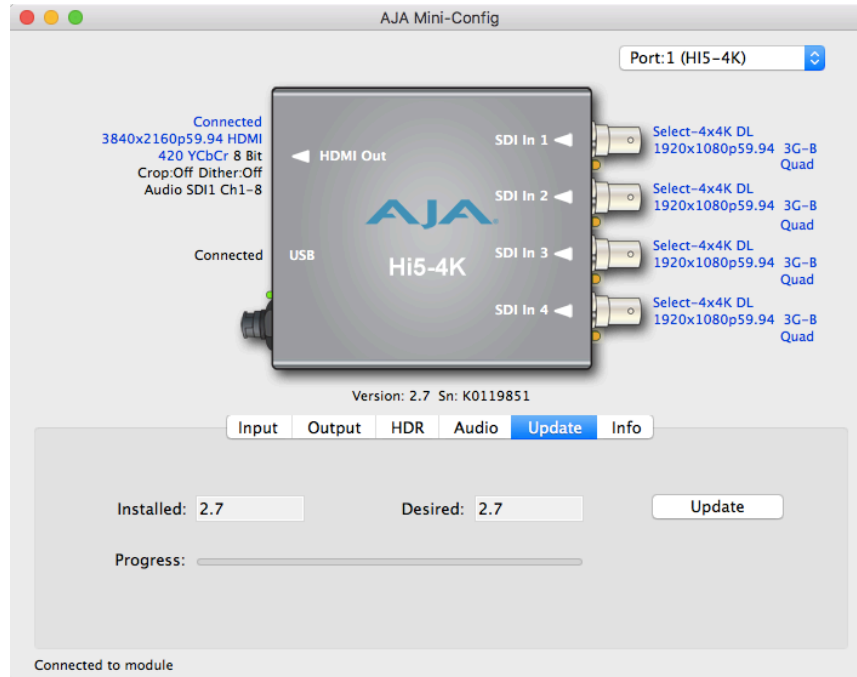 AJA Mini-Config
Port:1 (HI5-4K)
Connected
3840x2160p59.94 HDMI
420 YCbCr 8 Bit
Crop:Off Dither:Off
Audio SDI1 Ch1-8
Connected
HDMI Out
USB
AJA
Hi5-4K
SDI In 1
SDI In 2
SDI In 3
SDI In 4
Select-4x4K DL
1920x1080p59.94 3G-B
Quad
Select-4x4K DL
1920x1080p59.94 3G-B
Quad
Select-4x4K DL
1920x1080p59.94 3G-B
Quad
Select-4x4K DL
1920x1080p59.94 3G-B
Quad
Version: 2.7 Sn: K0119851
Input Output HDR Audio Update Info
Installed: 2.7 Desired: 2.7 Update
Progress:
Connected to module